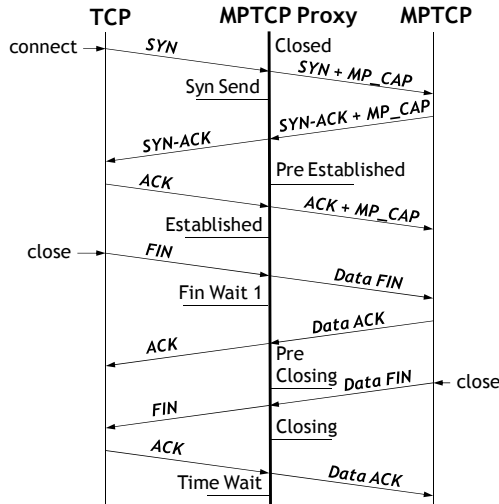 TCP MPTCP Proxy MPTCP
connect SYN Closed
SYN + MP_CAP
Syn Send
SYN-ACK + MP_CAP
SYN-ACK
Pre Established
ACK
ACK + MP_CAP
Established
close FIN
Data FIN
Fin Wait 1
Data ACK
ACK
Pre
Closing
Data FIN close
FIN
Closing
ACK
Time Wait
Data ACK